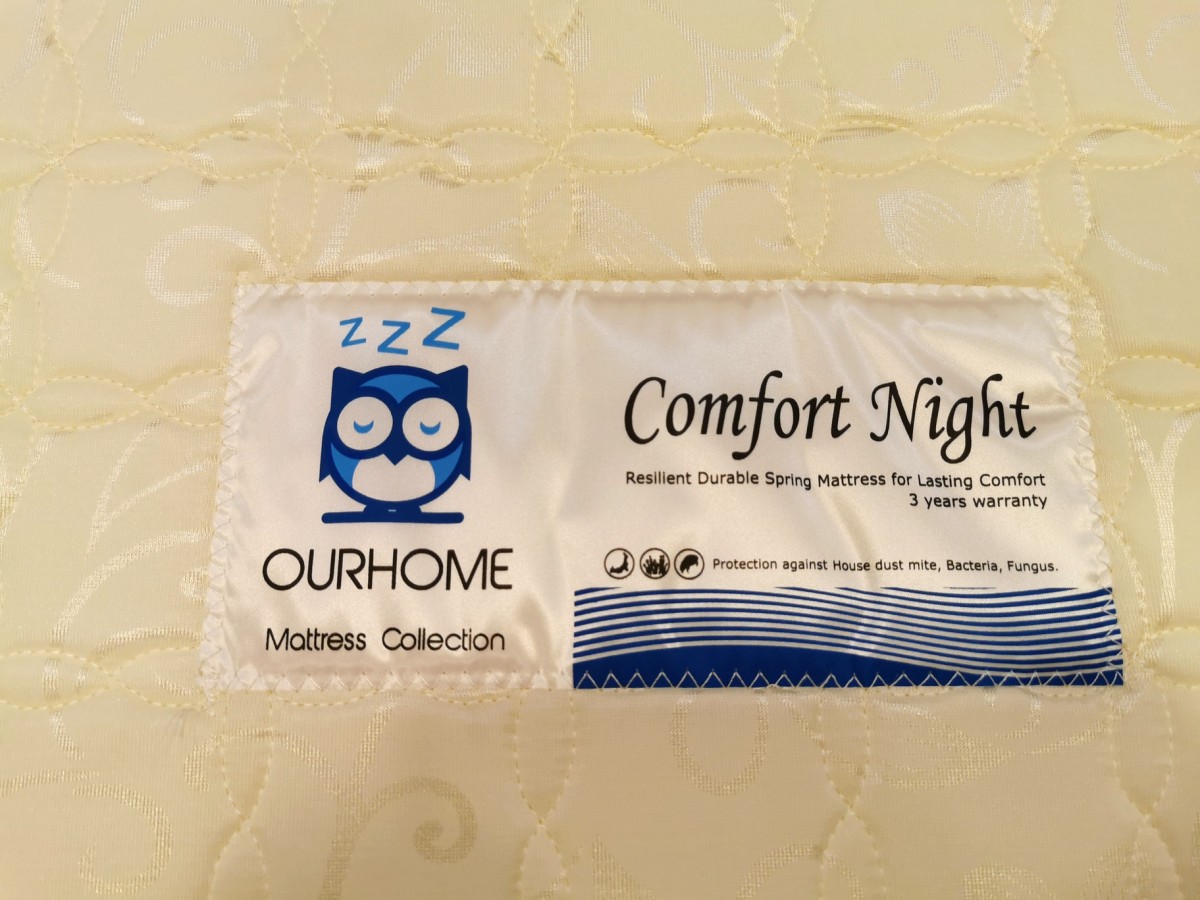 z z z
OURHOME
Mattress Collection
Comfort Night
Resilient Durable Spring Mattress for Lasting Comfort
3 years warranty
Protection against House dust mite, Bacteria, Fungus.